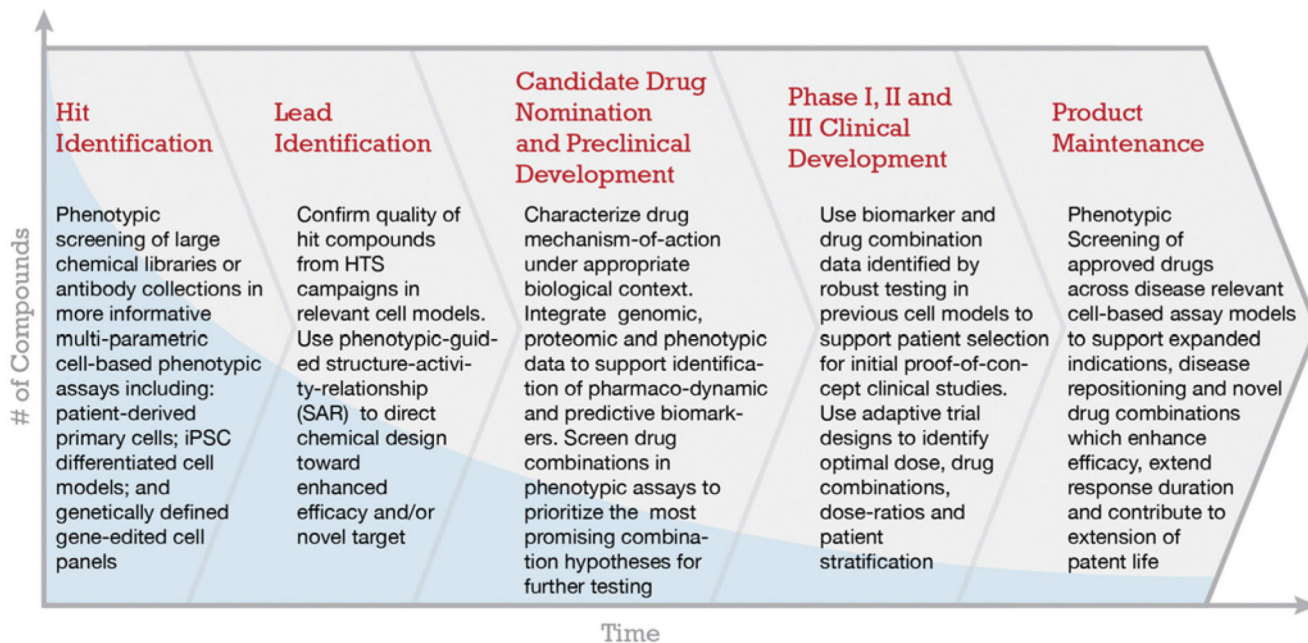 # of Compounds
Hit
Identification
Phenotypic
screening of large
chemical libraries or
antibody collections in
more informative
multi-parametric
cell-based phenotypic
assays including:
patient-derived
primary cells; iPSC
differentiated cell
models; and
genetically defined
gene-edited cell
panels
Lead
Identification
Confirm quality of
hit compounds
from HTS
campaigns in
relevant cell models.
Use phenotypic-guid-
ed structure-activi-
ty-relationship
(SAR) to direct
chemical design
toward
enhanced
efficacy and/or
novel target
Candidate Drug
Nomination
and Preclinical
Development
Characterize drug
mechanism-of-action
under appropriate
biological context.
Integrate genomic,
proteomic and phenotypic
data to support identifica-
tion of pharmaco-dynamic
and predictive biomark-
ers. Screen drug
combinations in
phenotypic assays to
prioritize the most
promising combina-
tion hypotheses for
further testing
Phase I, II and
III Clinical
Development
Use biomarker and
drug combination
data identified by
robust testing in
previous cell models to
support patient selection
for initial proof-of-con-
cept clinical studies.
Use adaptive trial
designs to identify
optimal dose, drug
combinations,
dose-ratios and
patient
stratification
Product
Maintenance
Phenotypic
Screening of
approved drugs
across disease relevant
cell-based assay models
to support expanded
indications, disease
repositioning and novel
drug combinations
which enhance
efficacy, extend
response duration
and contribute to
extension of
patent life
Time